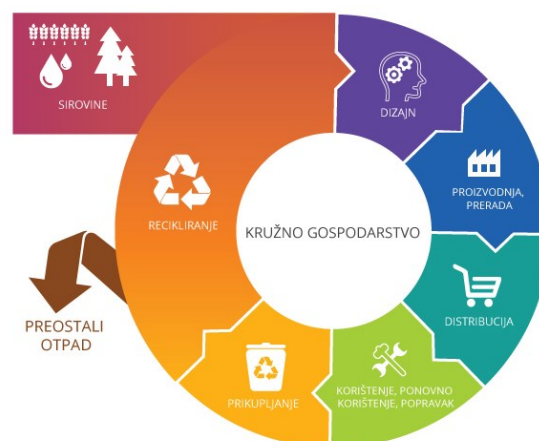 SIROVINE
DIZAJN
PROIZVODNJA,
PRERADA
DISTRIBUCIJA
KORIŠTENJE, PONOVNO
KORIŠTENJE, POPRAVAK
PRIKUPLJANJE
RECIKLIRANJE
KRUŽNO GOSPODARSTVO
PREOSTALI
OTPAD